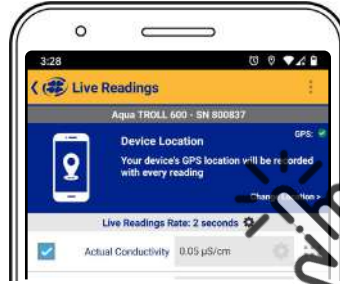 3:28
Live Readings
Aqua TROLL 600 - SN 800837
GPS:
Device Location
Your device's GPS location will be recorded
with every reading
Change Location >
Live Readings Rate: 2 seconds
Actual Conductivity 0.05 µS/cm